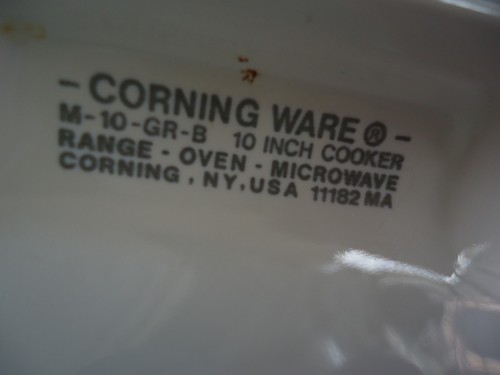 - CORNING WARE ® -
M-10-GR-B 10 INCH COOKER
RANGE - OVEN - MICROWAVE
CORNING, NY, USA 11182 MA